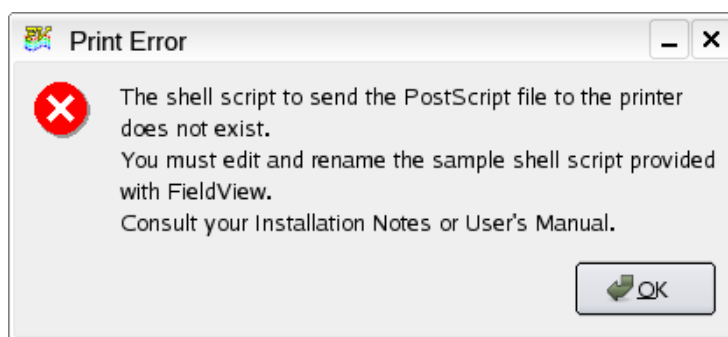 Print Error
The shell script to send the PostScript file to the printer
does not exist.
You must edit and rename the sample shell script provided
with FieldView.
Consult your Installation Notes or User's Manual.
OK